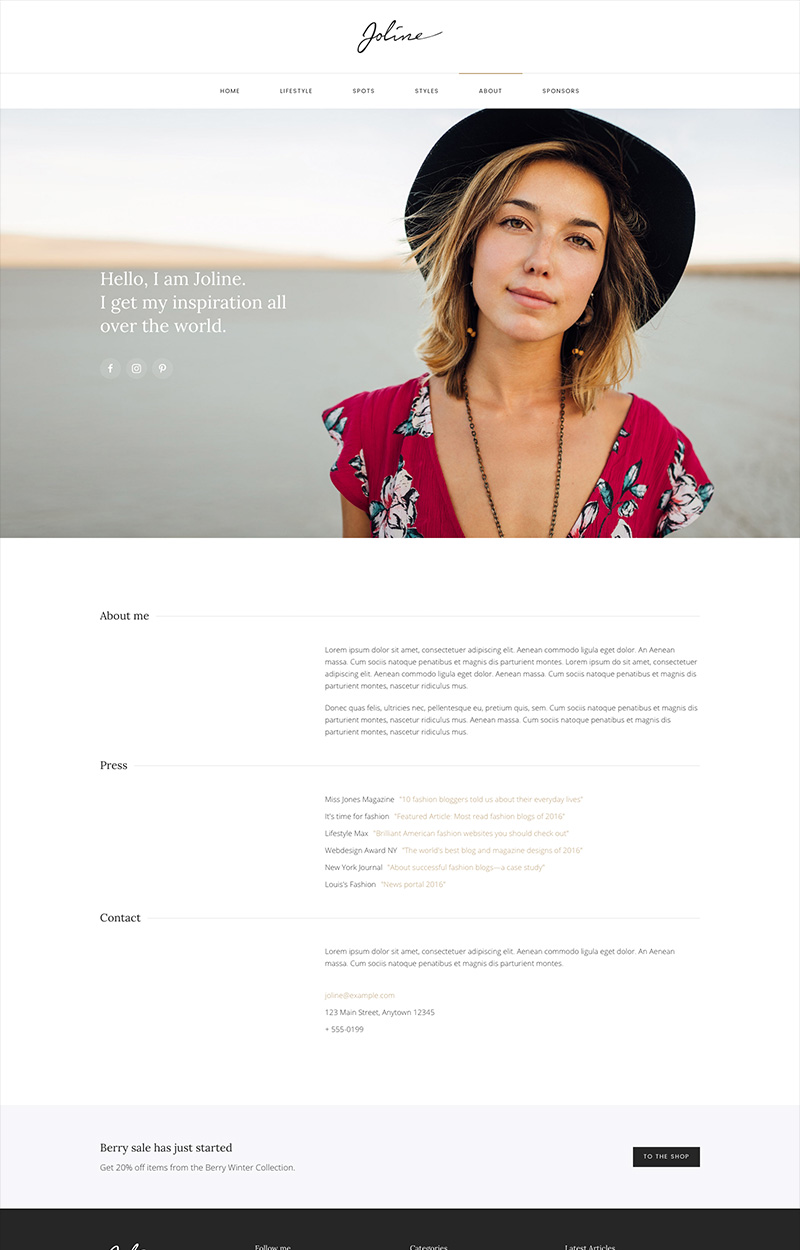 Joline
HOME LIFESTYLE SPOTS STYLES ABOUT SPONSORS
Hello, I am Joline.
I get my inspiration all
over the world.
About me
Lorem ipsum dolor sit amet, consectetuer adipiscing elit. Aenean commodo ligula eget dolor. An Aenean
massa. Cum sociis natoque penatibus et magnis dis parturient montes. Lorem ipsum do sit amet, consectetuer
adipiscing elit. Aenean commodo ligula eget dolor. Aenean massa. Cum sociis natoque penatibus et magnis dis
parturient montes, nascetur ridiculus mus.
Donec quas felis, ultricies nec, pellentesque eu, pretium quis, sem. Cum sociis natoque penatibus et magnis dis
parturient montes, nascetur ridiculus mus. Aenean massa. Cum sociis natoque penatibus et magnis dis
parturient montes, nascetur ridiculus mus.
Press
Miss Jones Magazine "10 fashion bloggers told us about their everyday lives"
It's time for fashion "Featured Article: Most read fashion blogs of 2016"
Lifestyle Max "Brilliant American fashion websites you should check out"
Webdesign Award NY "The world's best blog and magazine designs of 2016"
New York Journal "About successful fashion blogs—a case study"
Louis's Fashion "News portal 2016"
Contact
Lorem ipsum dolor sit amet, consectetuer adipiscing elit. Aenean commodo ligula eget dolor. An Aenean
massa. Cum sociis natoque penatibus et magnis dis parturient montes.
joline@example.com
123 Main Street, Anytown 12345
+ 555-0199
Berry sale has just started
Get 20% off items from the Berry Winter Collection.
TO THE SHOP
Joline Follow me Categories Latest Articles